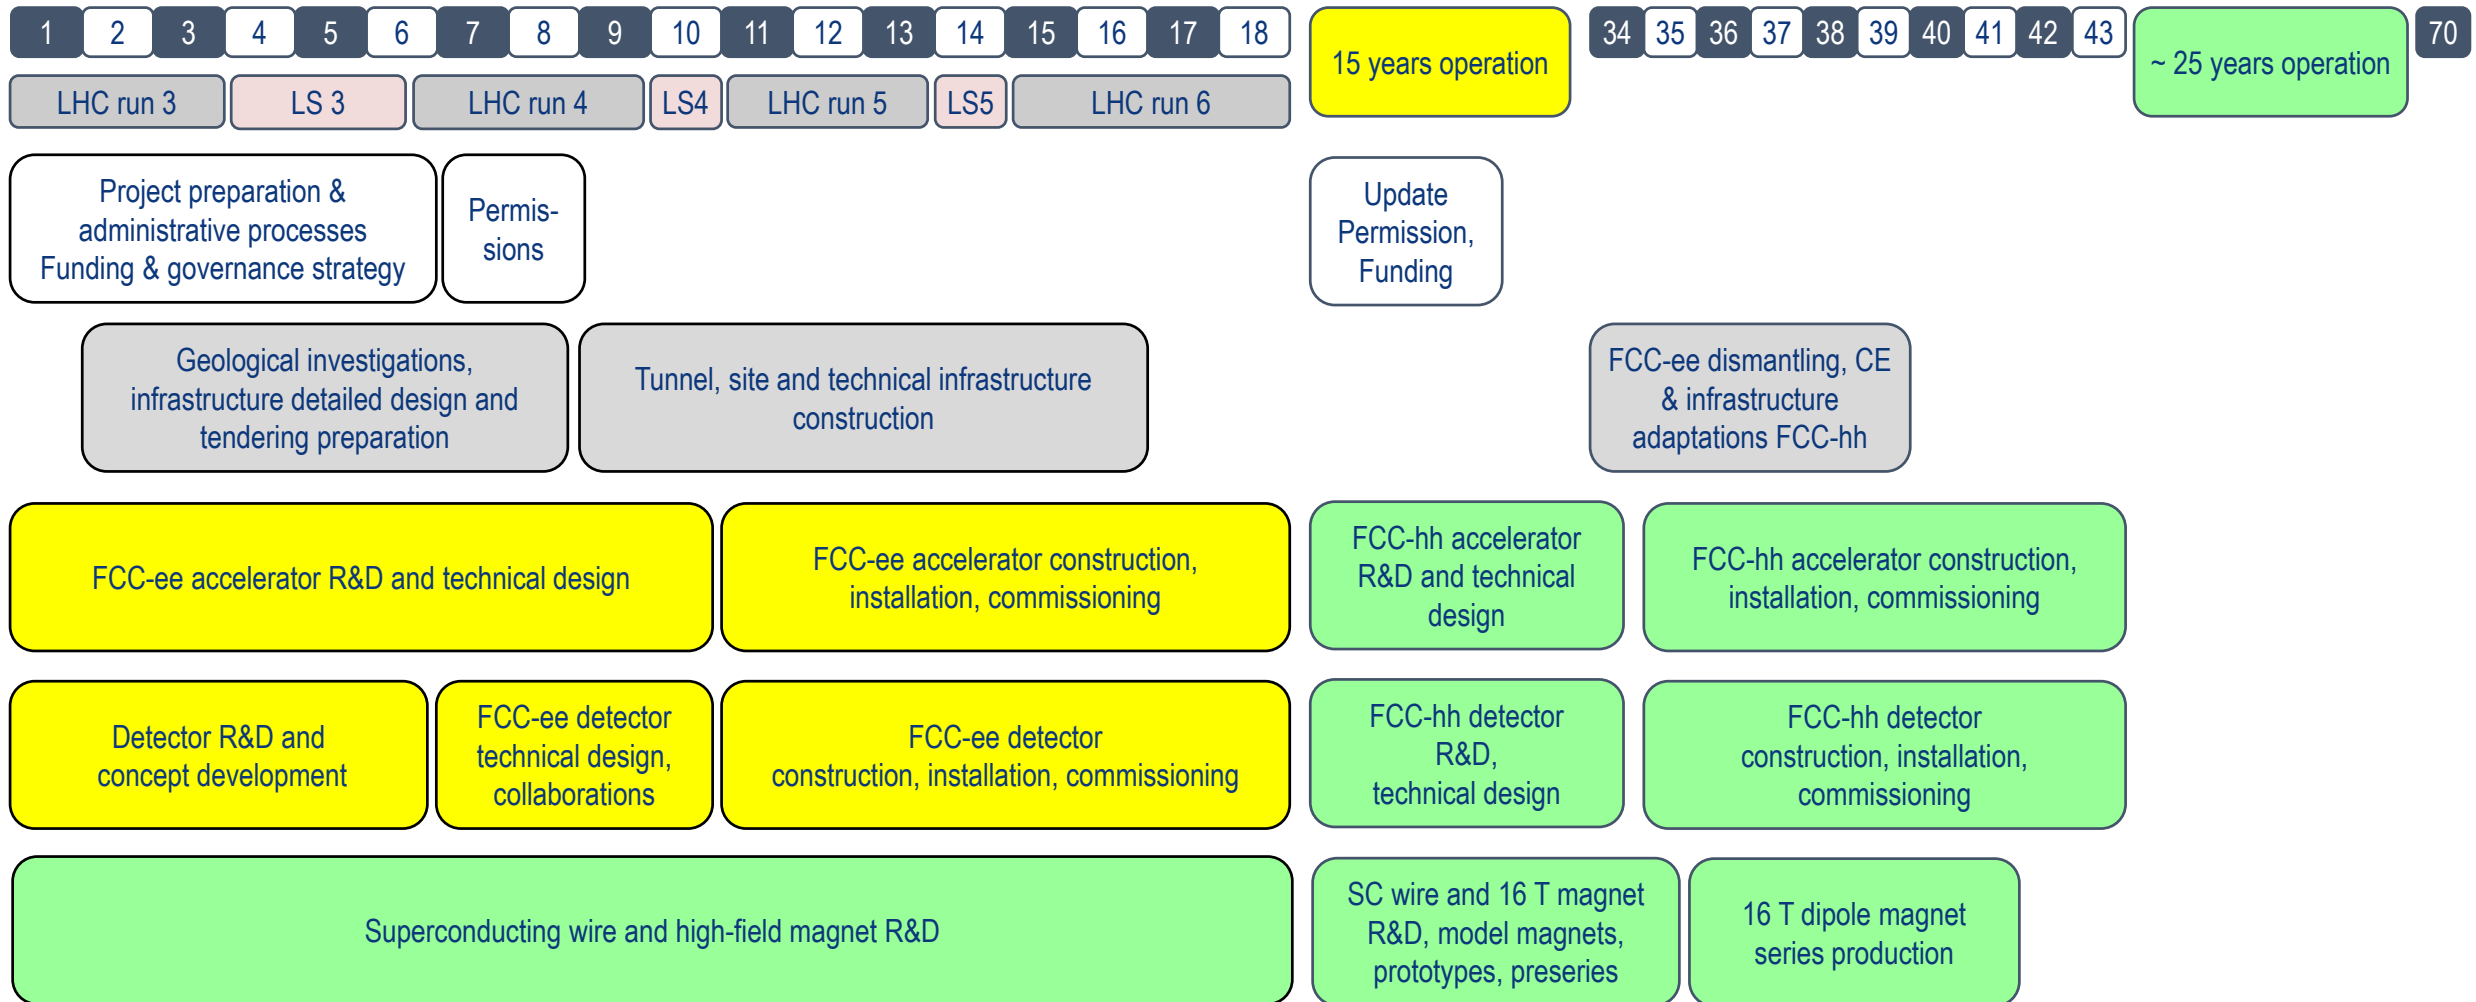 1 2 3 4 5 6 7 8 9 10 11 12 13 14 15 16 17 18
15 years operation
34 35 36 37 38 39 40 41 42 43
~ 25 years operation
70
LHC run 3
LS 3
LHC run 4
LS4
LHC run 5
LS5
LHC run 6
Project preparation &
administrative processes
Funding & governance strategy
Permis-
sions
Update
Permission,
Funding
Geological investigations,
infrastructure detailed design and
tendering preparation
Tunnel, site and technical infrastructure
construction
FCC-ee dismantling, CE
& infrastructure
adaptations FCC-hh
FCC-ee accelerator R&D and technical design
FCC-ee accelerator construction,
installation, commissioning
FCC-hh accelerator
R&D and technical
design
FCC-hh accelerator construction,
installation, commissioning
Detector R&D and
concept development
FCC-ee detector
technical design,
collaborations
FCC-ee detector
construction, installation, commissioning
FCC-hh detector
R&D,
technical design
FCC-hh detector
construction, installation,
commissioning
Superconducting wire and high-field magnet R&D
SC wire and 16 T magnet
R&D, model magnets,
prototypes, preseries
16 T dipole magnet
series production